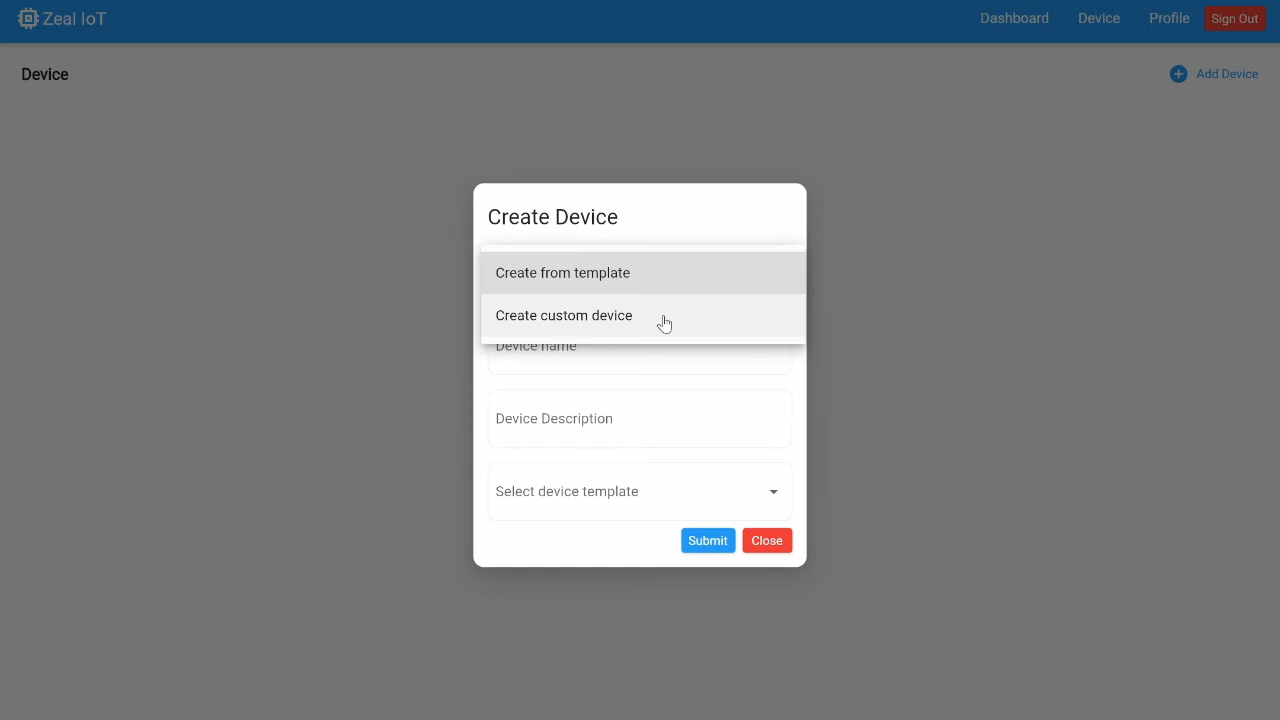 Zeal IoT
Dashboard
Device
Profile
Sign Out
Device
Add Device
Create Device
Create from template
Create custom device
Device name
Device Description
Select device template
Submit
Close